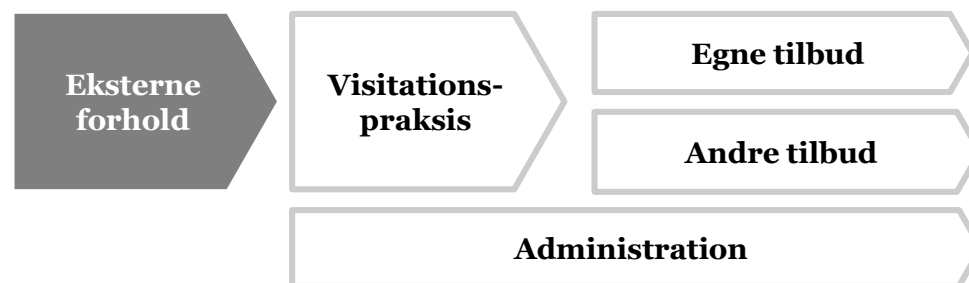 Eksterne
forhold
Visitations-
praksis
Egne tilbud
Andre tilbud
Administration